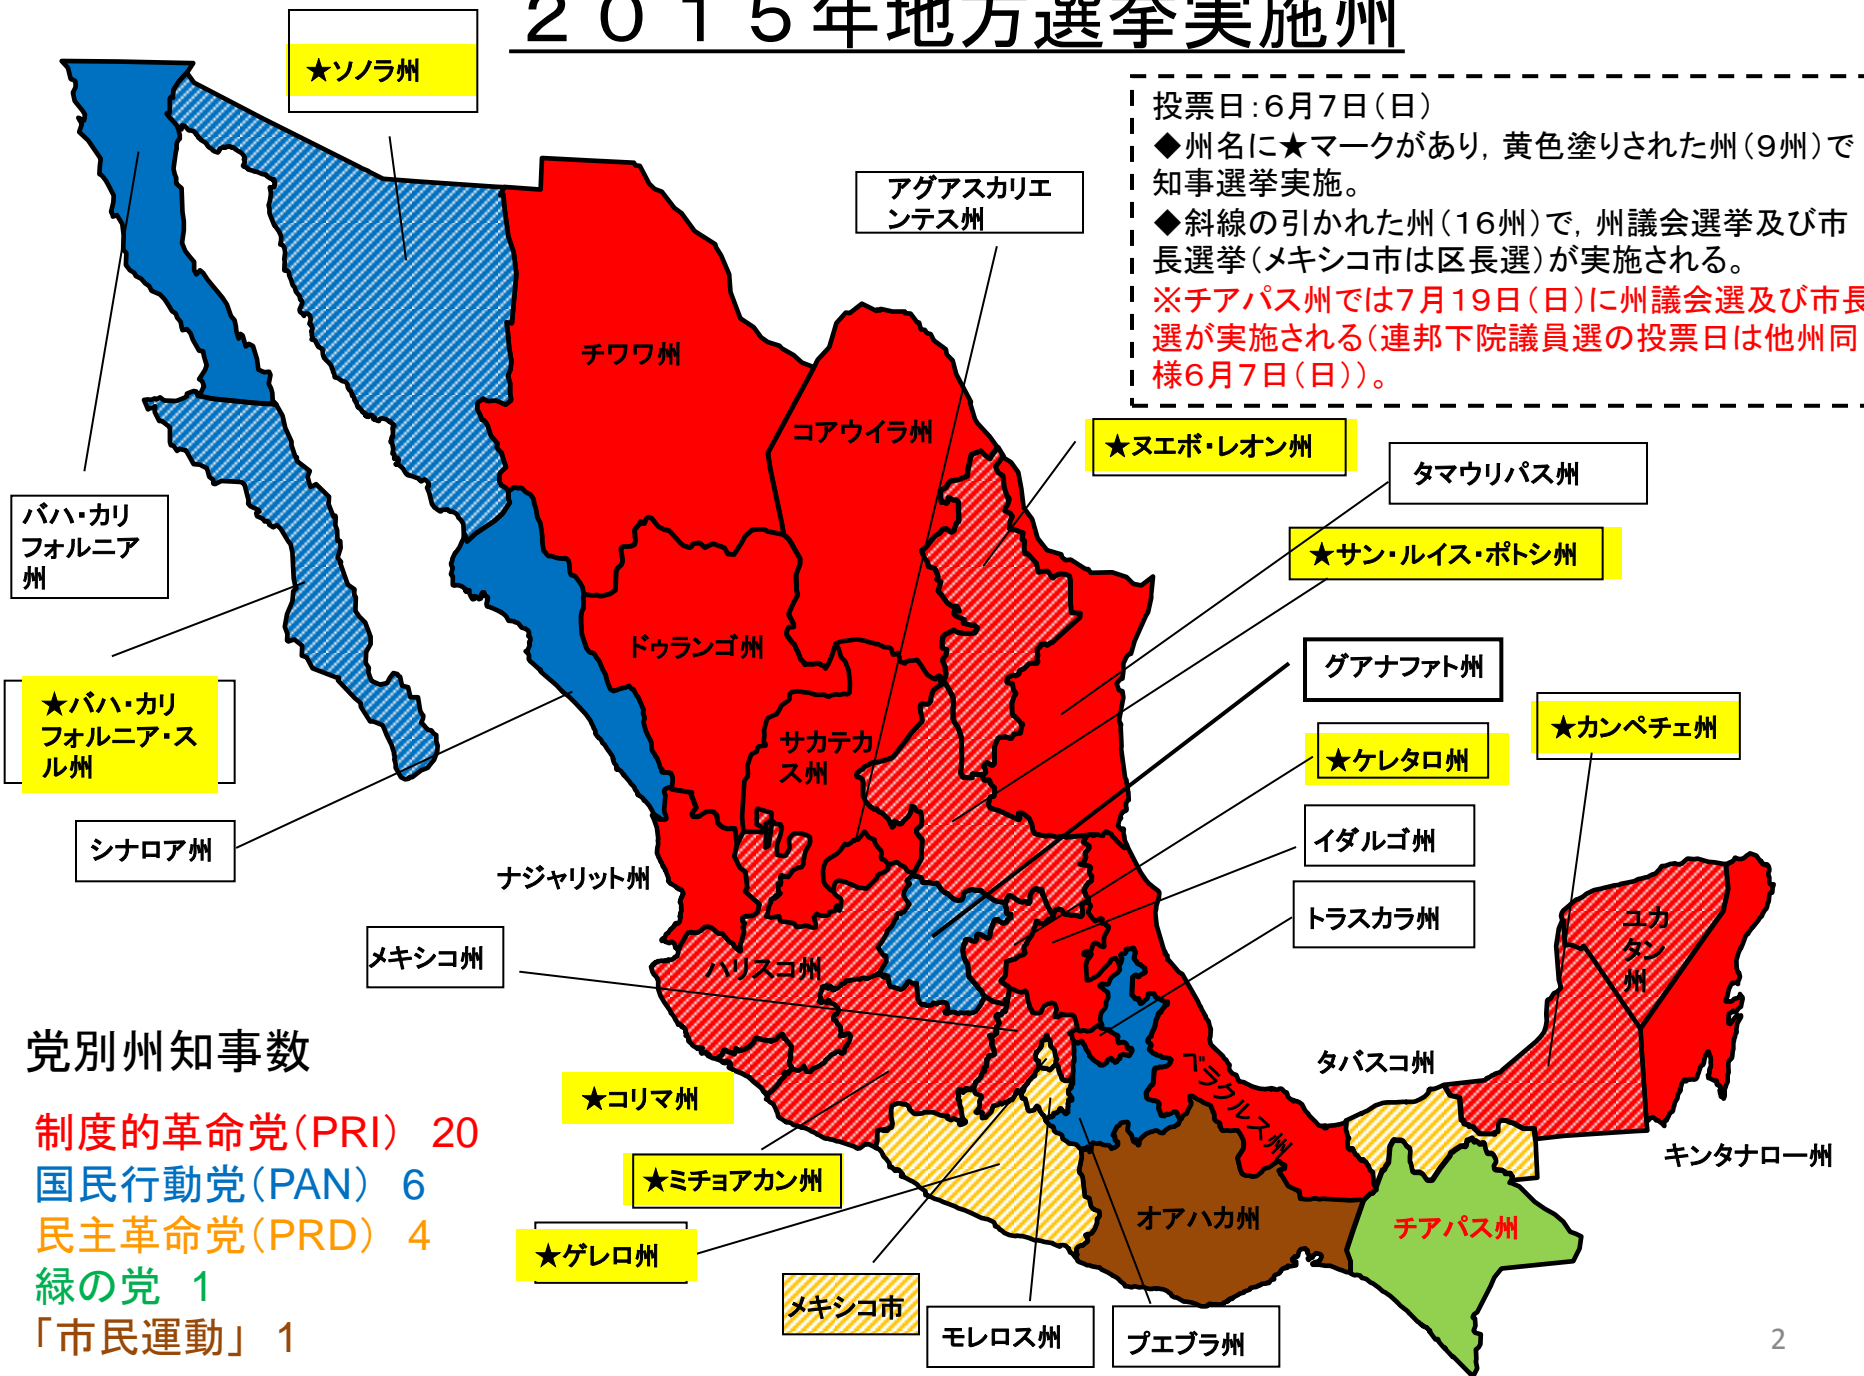 ２０１５年地方選挙実施州
★ソノラ州
投票日：6月7日（日）
◆州名に★マークがあり，黄色塗りされた州（9州）で
知事選挙実施。
◆斜線の引かれた州（16州）で，州議会選挙及び市
長選挙（メキシコ市は区長選）が実施される。
※チアパス州では7月19日（日）に州議会選及び市長
選が実施される（連邦下院議員選の投票日は他州同
様6月7日（日））。
アグアスカリエ
ンテス州
チワワ州
コアウイラ州
★ヌエボ・レオン州
タマウリパス州
バハ・カリ
フォルニア
州
★サン・ルイス・ポトシ州
ドゥランゴ州
グアナファト州
★バハ・カリ
フォルニア・ス
ル州
サカテカ
ス州
★カンペチェ州
★ケレタロ州
シナロア州
イダルゴ州
ナジャリット州
トラスカラ州
ユカ
タン
州
メキシコ州
ハリスコ州
党別州知事数
制度的革命党（PRI） 20
国民行動党（PAN） 6
民主革命党（PRD） 4
緑の党 1
「市民運動」 1
タバスコ州
ベラクルス州
★コリマ州
キンタナロー州
★ミチョアカン州
オアハカ州
チアパス州
★ゲレロ州
メキシコ市
モレロス州
プエブラ州
2